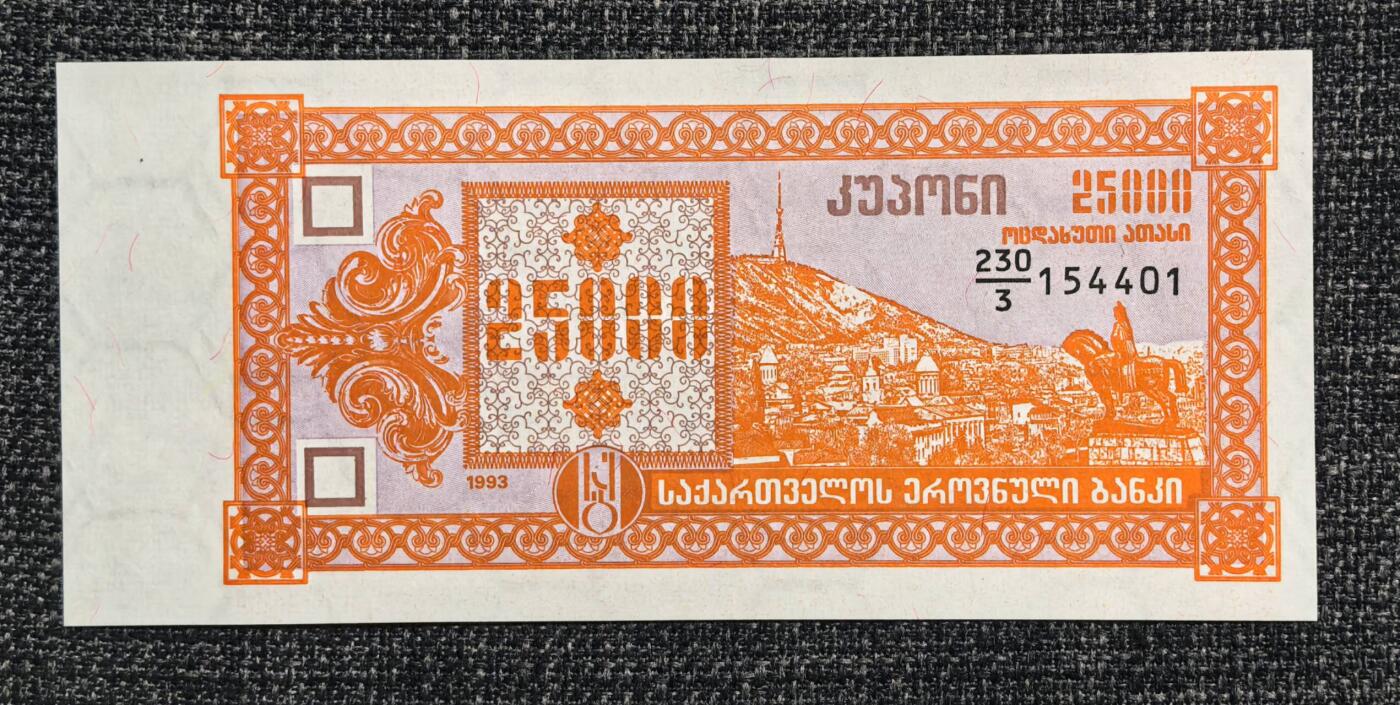 კუპონი 25000
ოცდახუთი ათასი
230/3 154401
25000
1993
საქართველოს ეროვნული ბანკი